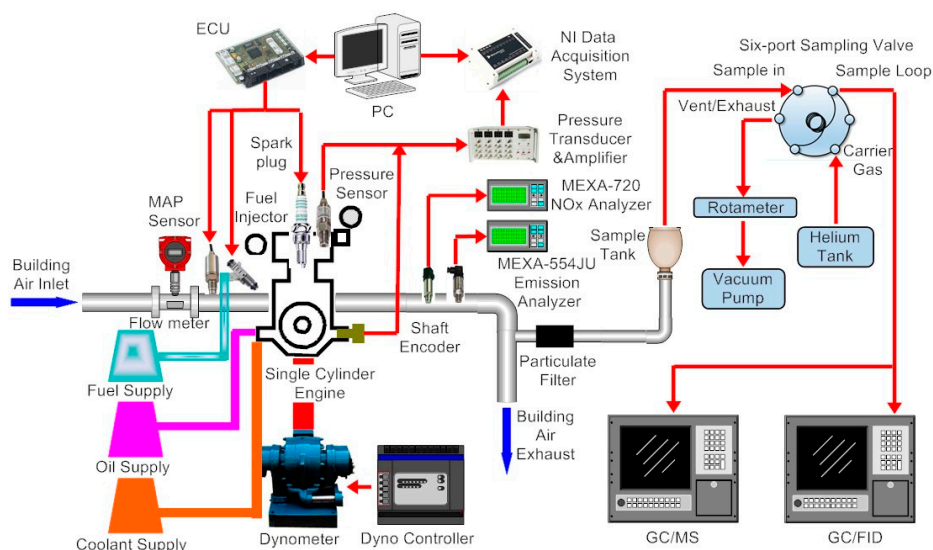 ECU
PC
NI Data
Acquisition
System
Six-port Sampling Valve
Sample in
Sample Loop
Vent/Exhaust
Carrier
Gas
Spark
plug
Pressure
Transducer
&Amplifier
Fuel
Injector
Pressure
Sensor
MAP
Sensor
MEXA-720
NOx Analyzer
MEXA-554JU
Emission
Analyzer
Sample
Tank
Rotameter
Helium
Tank
Vacuum
Pump
Building
Air Inlet
Flow meter
Shaft
Encoder
Particulate
Filter
Fuel Supply
Single Cylinder
Engine
Building
Air
Exhaust
Oil Supply
Coolant Supply
Dynometer
Dyno Controller
GC/MS
GC/FID